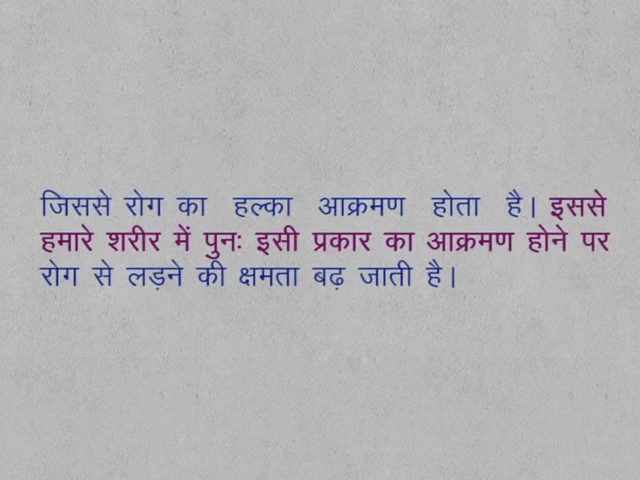 जिससे रोग का हल्का आक्रमण होता है। इससे
हमारे शरीर में पुनः इसी प्रकार का आक्रमण होने पर
रोग से लड़ने की क्षमता बढ़ जाती है।